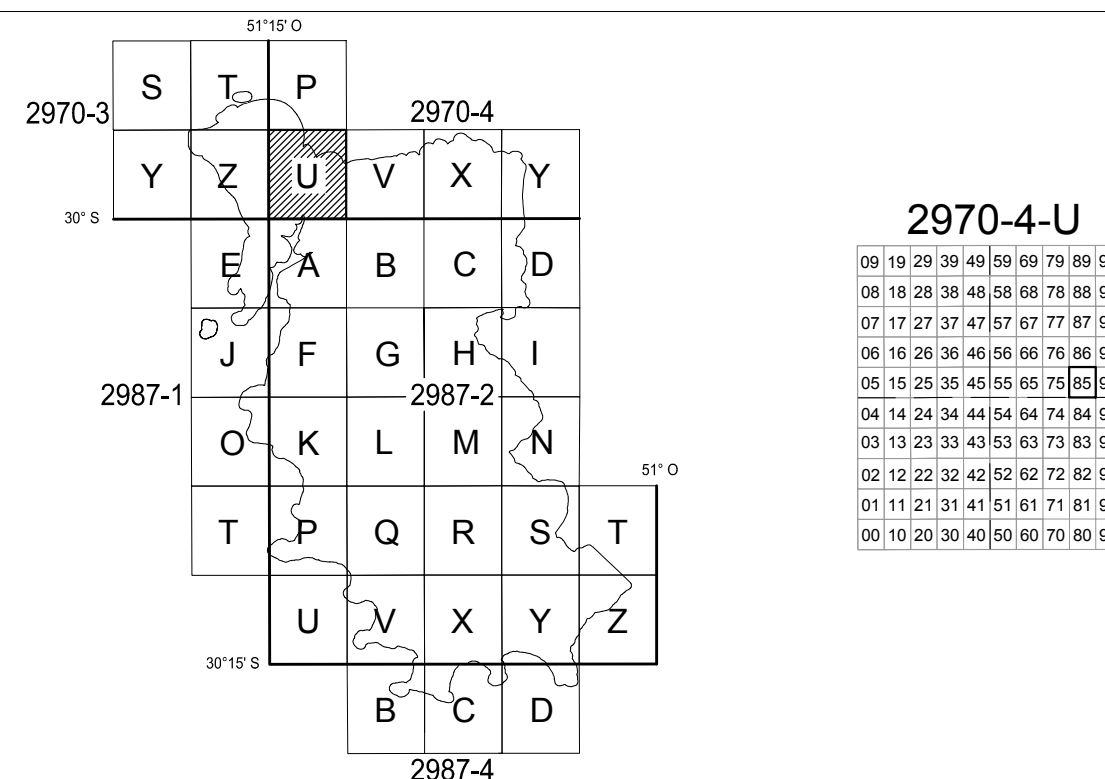 51°15' O
S T P
2970-3 2970-4
Y Z U V X Y
30° S
E A B C D
J F G H I
2987-1 2987-2
O K L M N
51° O
T P Q R S T
U V X Y Z
30°15' S
B C D
2987-4
2970-4-U
09 19 29 39 49 59 69 79 89
08 18 28 38 48 58 68 78 88
07 17 27 37 47 57 67 77 87
06 16 26 36 46 56 66 76 86
05 15 25 35 45 55 65 75 85
04 14 24 34 44 54 64 74 84
03 13 23 33 43 53 63 73 83
02 12 22 32 42 52 62 72 82
01 11 21 31 41 51 61 71 81
00 10 20 30 40 50 60 70 80